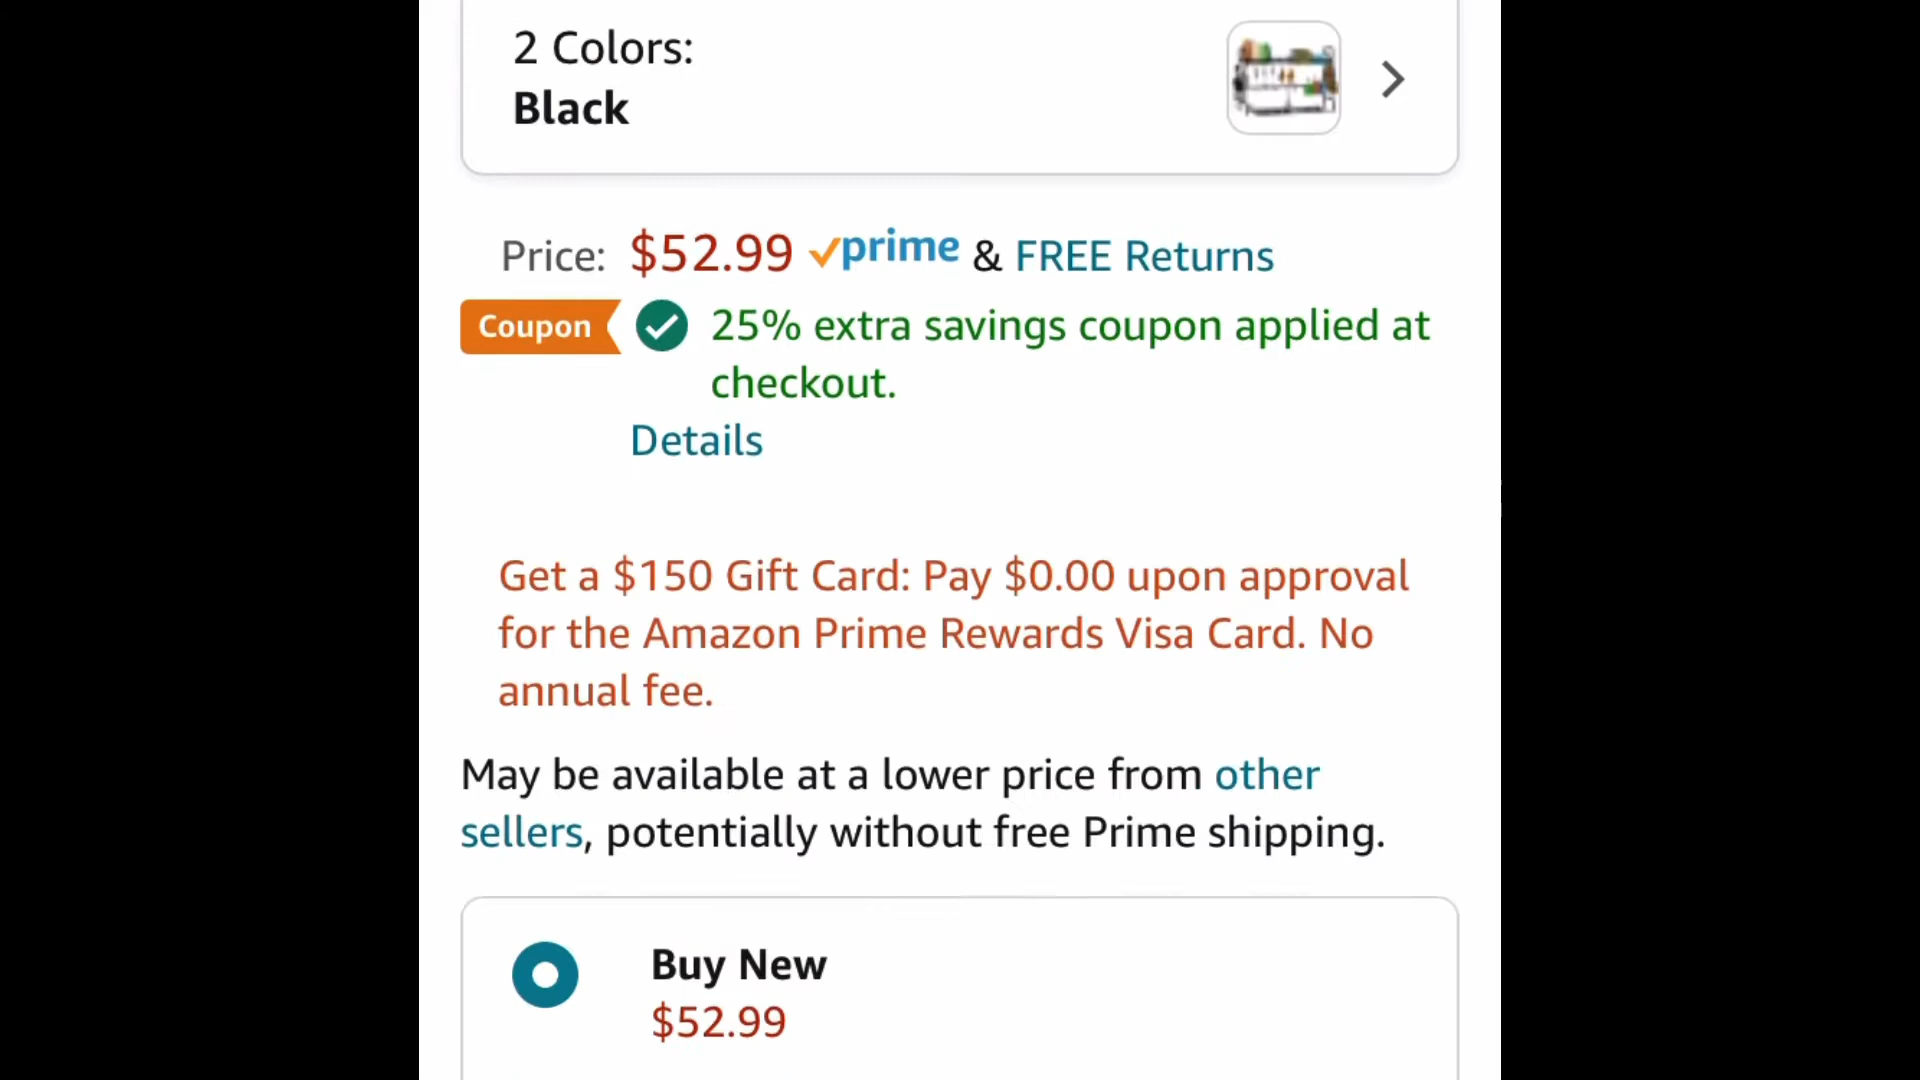 2 Colors:
Black
Price: $52.99 prime & FREE Returns
Coupon 25% extra savings coupon applied at
checkout.
Details
Get a $150 Gift Card: Pay $0.00 upon approval
for the Amazon Prime Rewards Visa Card. No
annual fee.
May be available at a lower price from other
sellers, potentially without free Prime shipping.
Buy New
$52.99